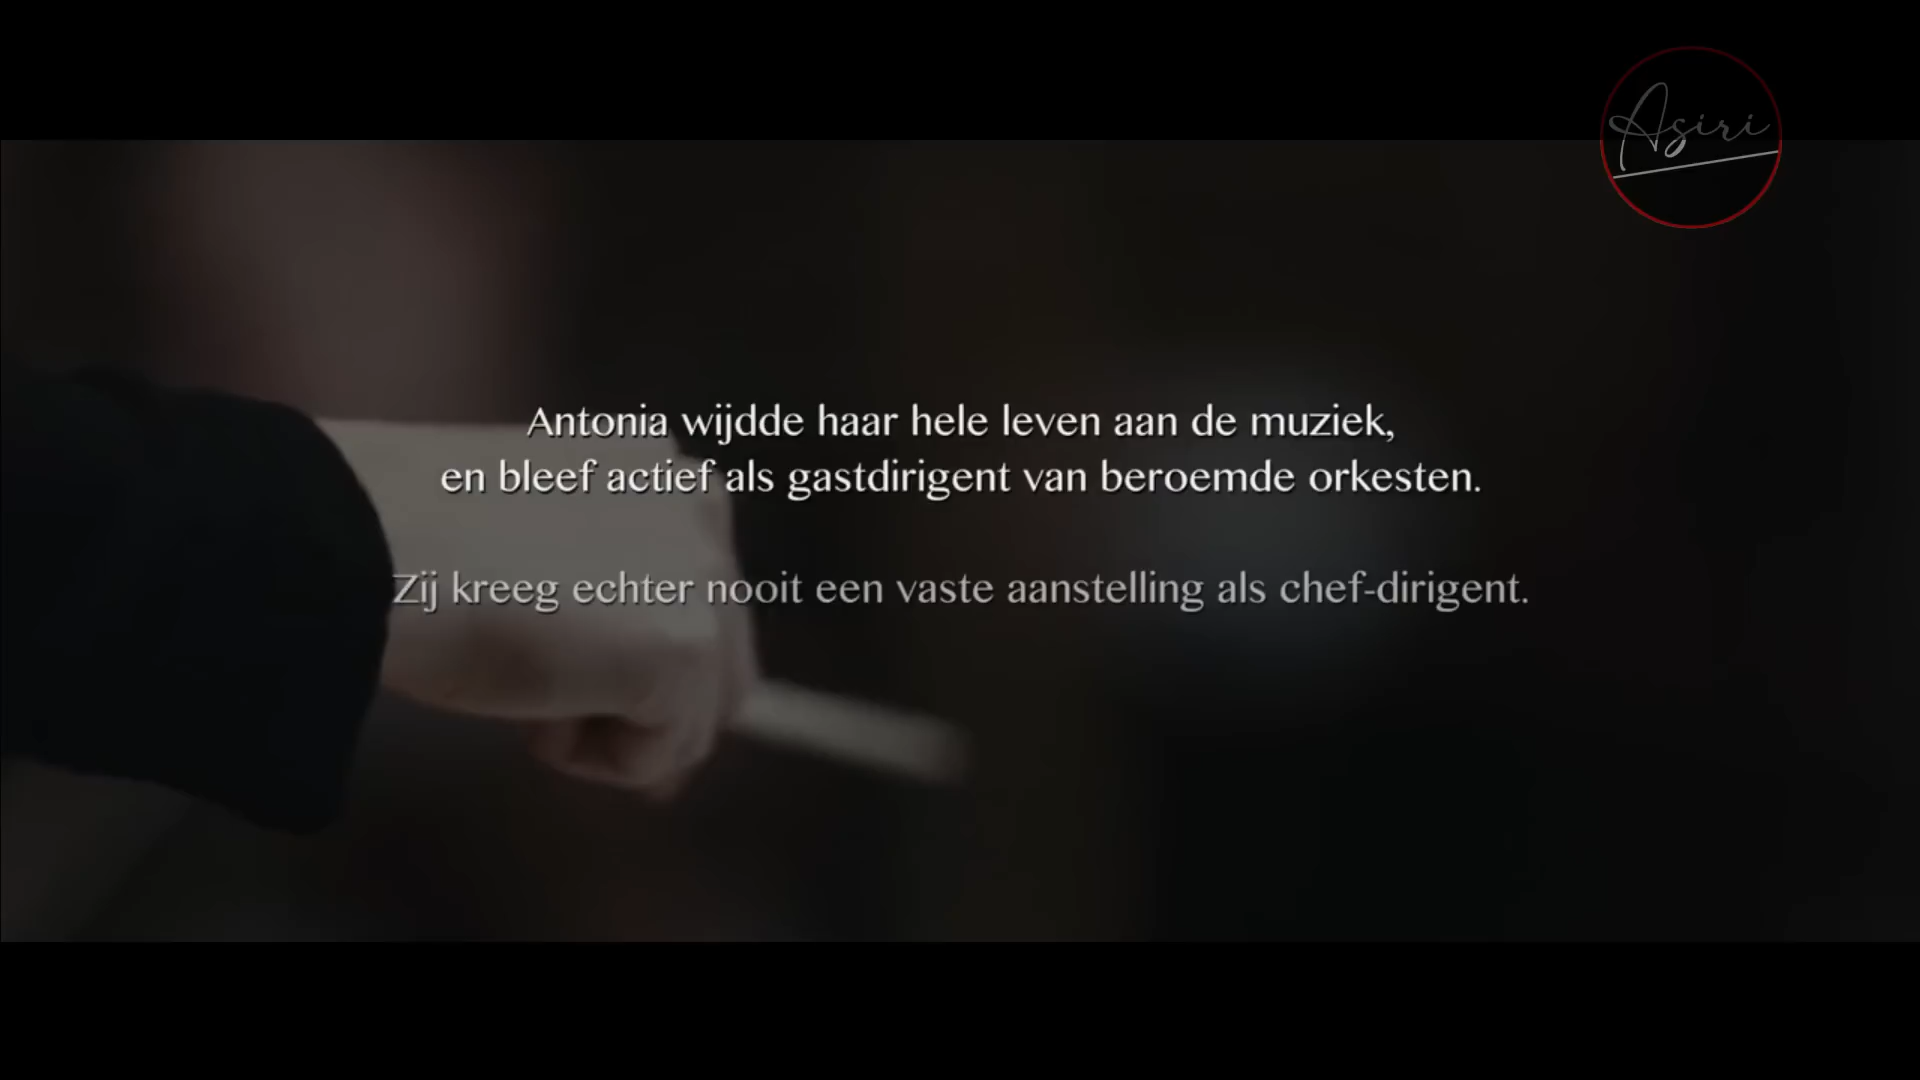 Asiri
Antonia wijdde haar hele leven aan de muziek,
en bleef actief als gastdirigent van beroemde orkesten.
Zij kreeg echter nooit een vaste aanstelling als chef-dirigent.